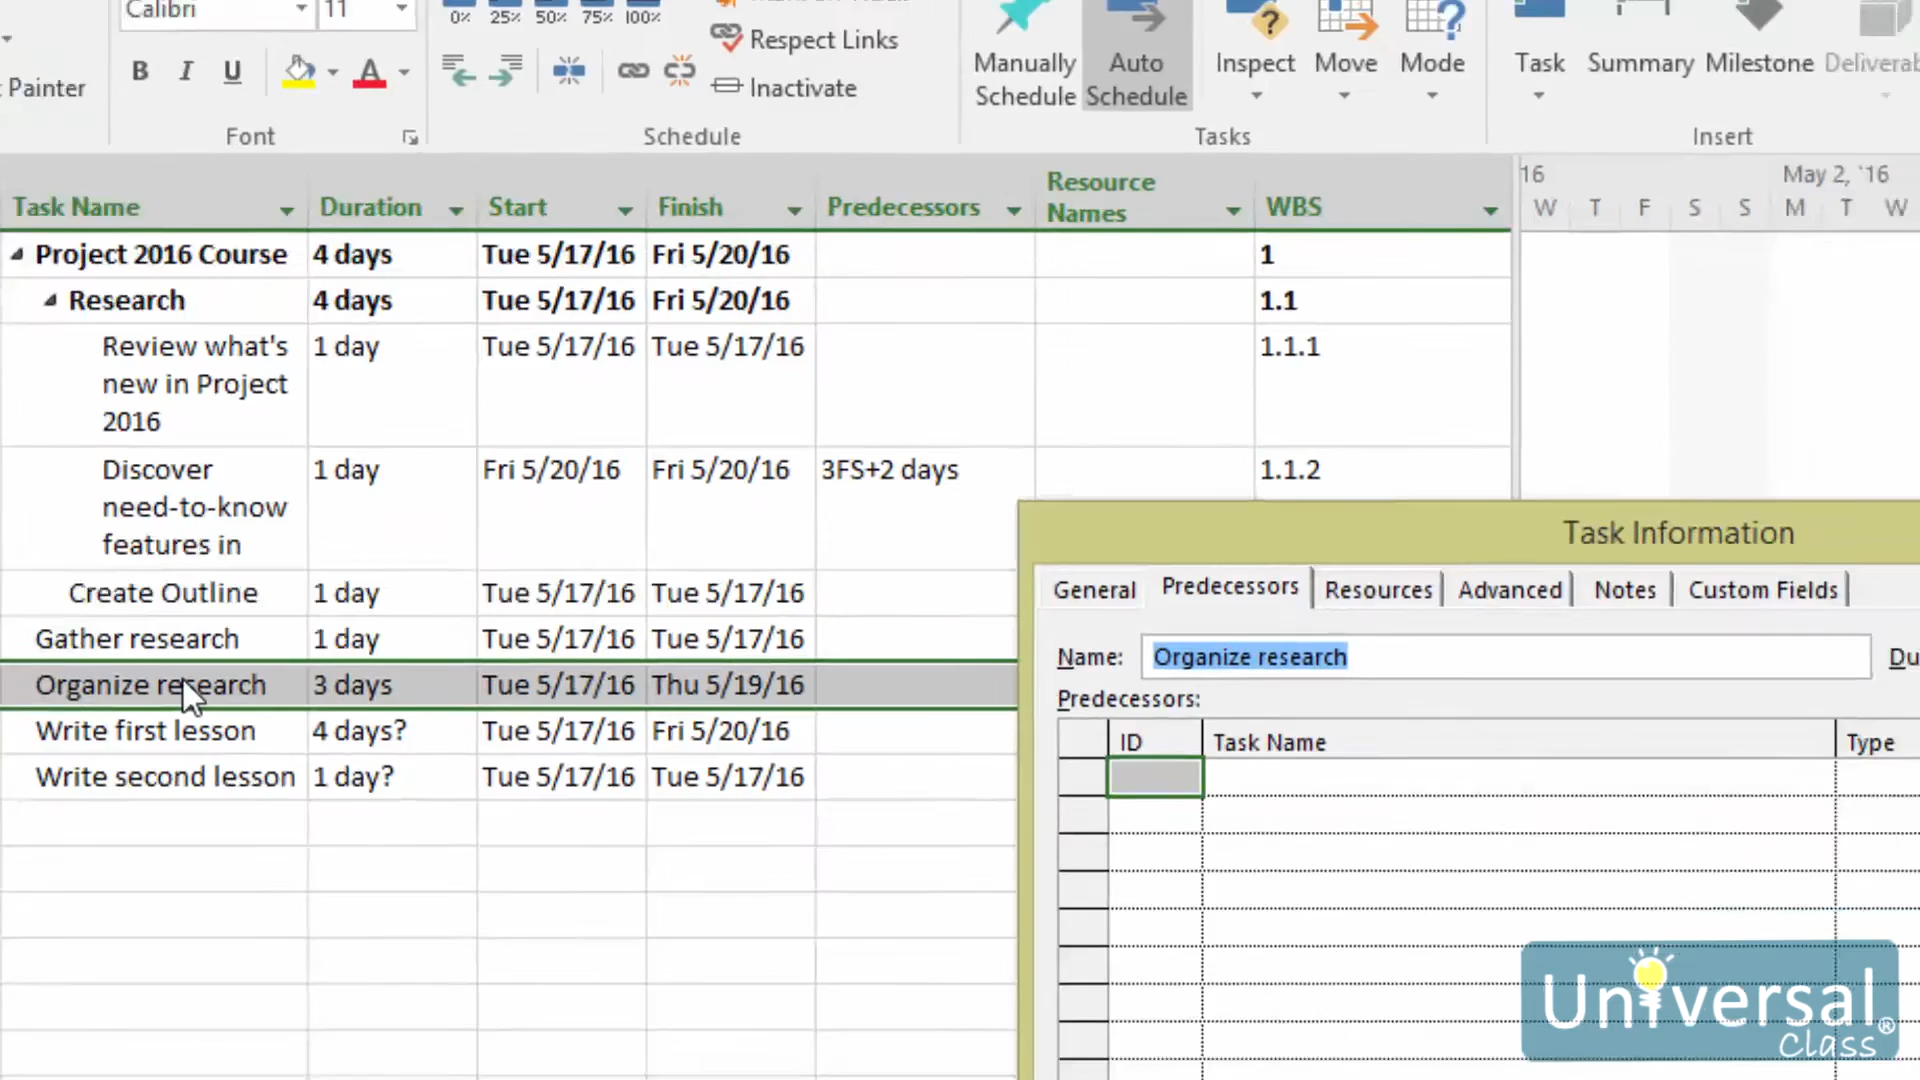 Calibri 11
0% 25% 50% 75% 100%
Respect Links
Painter
B I U A
Inactivate
Manually Schedule
Auto Schedule
Inspect
Move
Mode
Task
Summary
Milestone
Font
Schedule
Tasks
Insert
Task Name Duration Start Finish Predecessors Resource Names WBS
16 May 2, '16
W T F S S M T W
Project 2016 Course 4 days Tue 5/17/16 Fri 5/20/16 1
Research 4 days Tue 5/17/16 Fri 5/20/16 1.1
Review what's 1 day Tue 5/17/16 Tue 5/17/16 1.1.1
new in Project
2016
Discover 1 day Fri 5/20/16 Fri 5/20/16 3FS+2 days 1.1.2
need-to-know
features in
Create Outline 1 day Tue 5/17/16 Tue 5/17/16
Gather research 1 day Tue 5/17/16 Tue 5/17/16
Organize research 3 days Tue 5/17/16 Thu 5/19/16
Write first lesson 4 days? Tue 5/17/16 Fri 5/20/16
Write second lesson 1 day? Tue 5/17/16 Tue 5/17/16
Task Information
General Predecessors Resources Advanced Notes Custom Fields
Name: Organize research Du
Predecessors:
ID Task Name Type
Universal®
Class